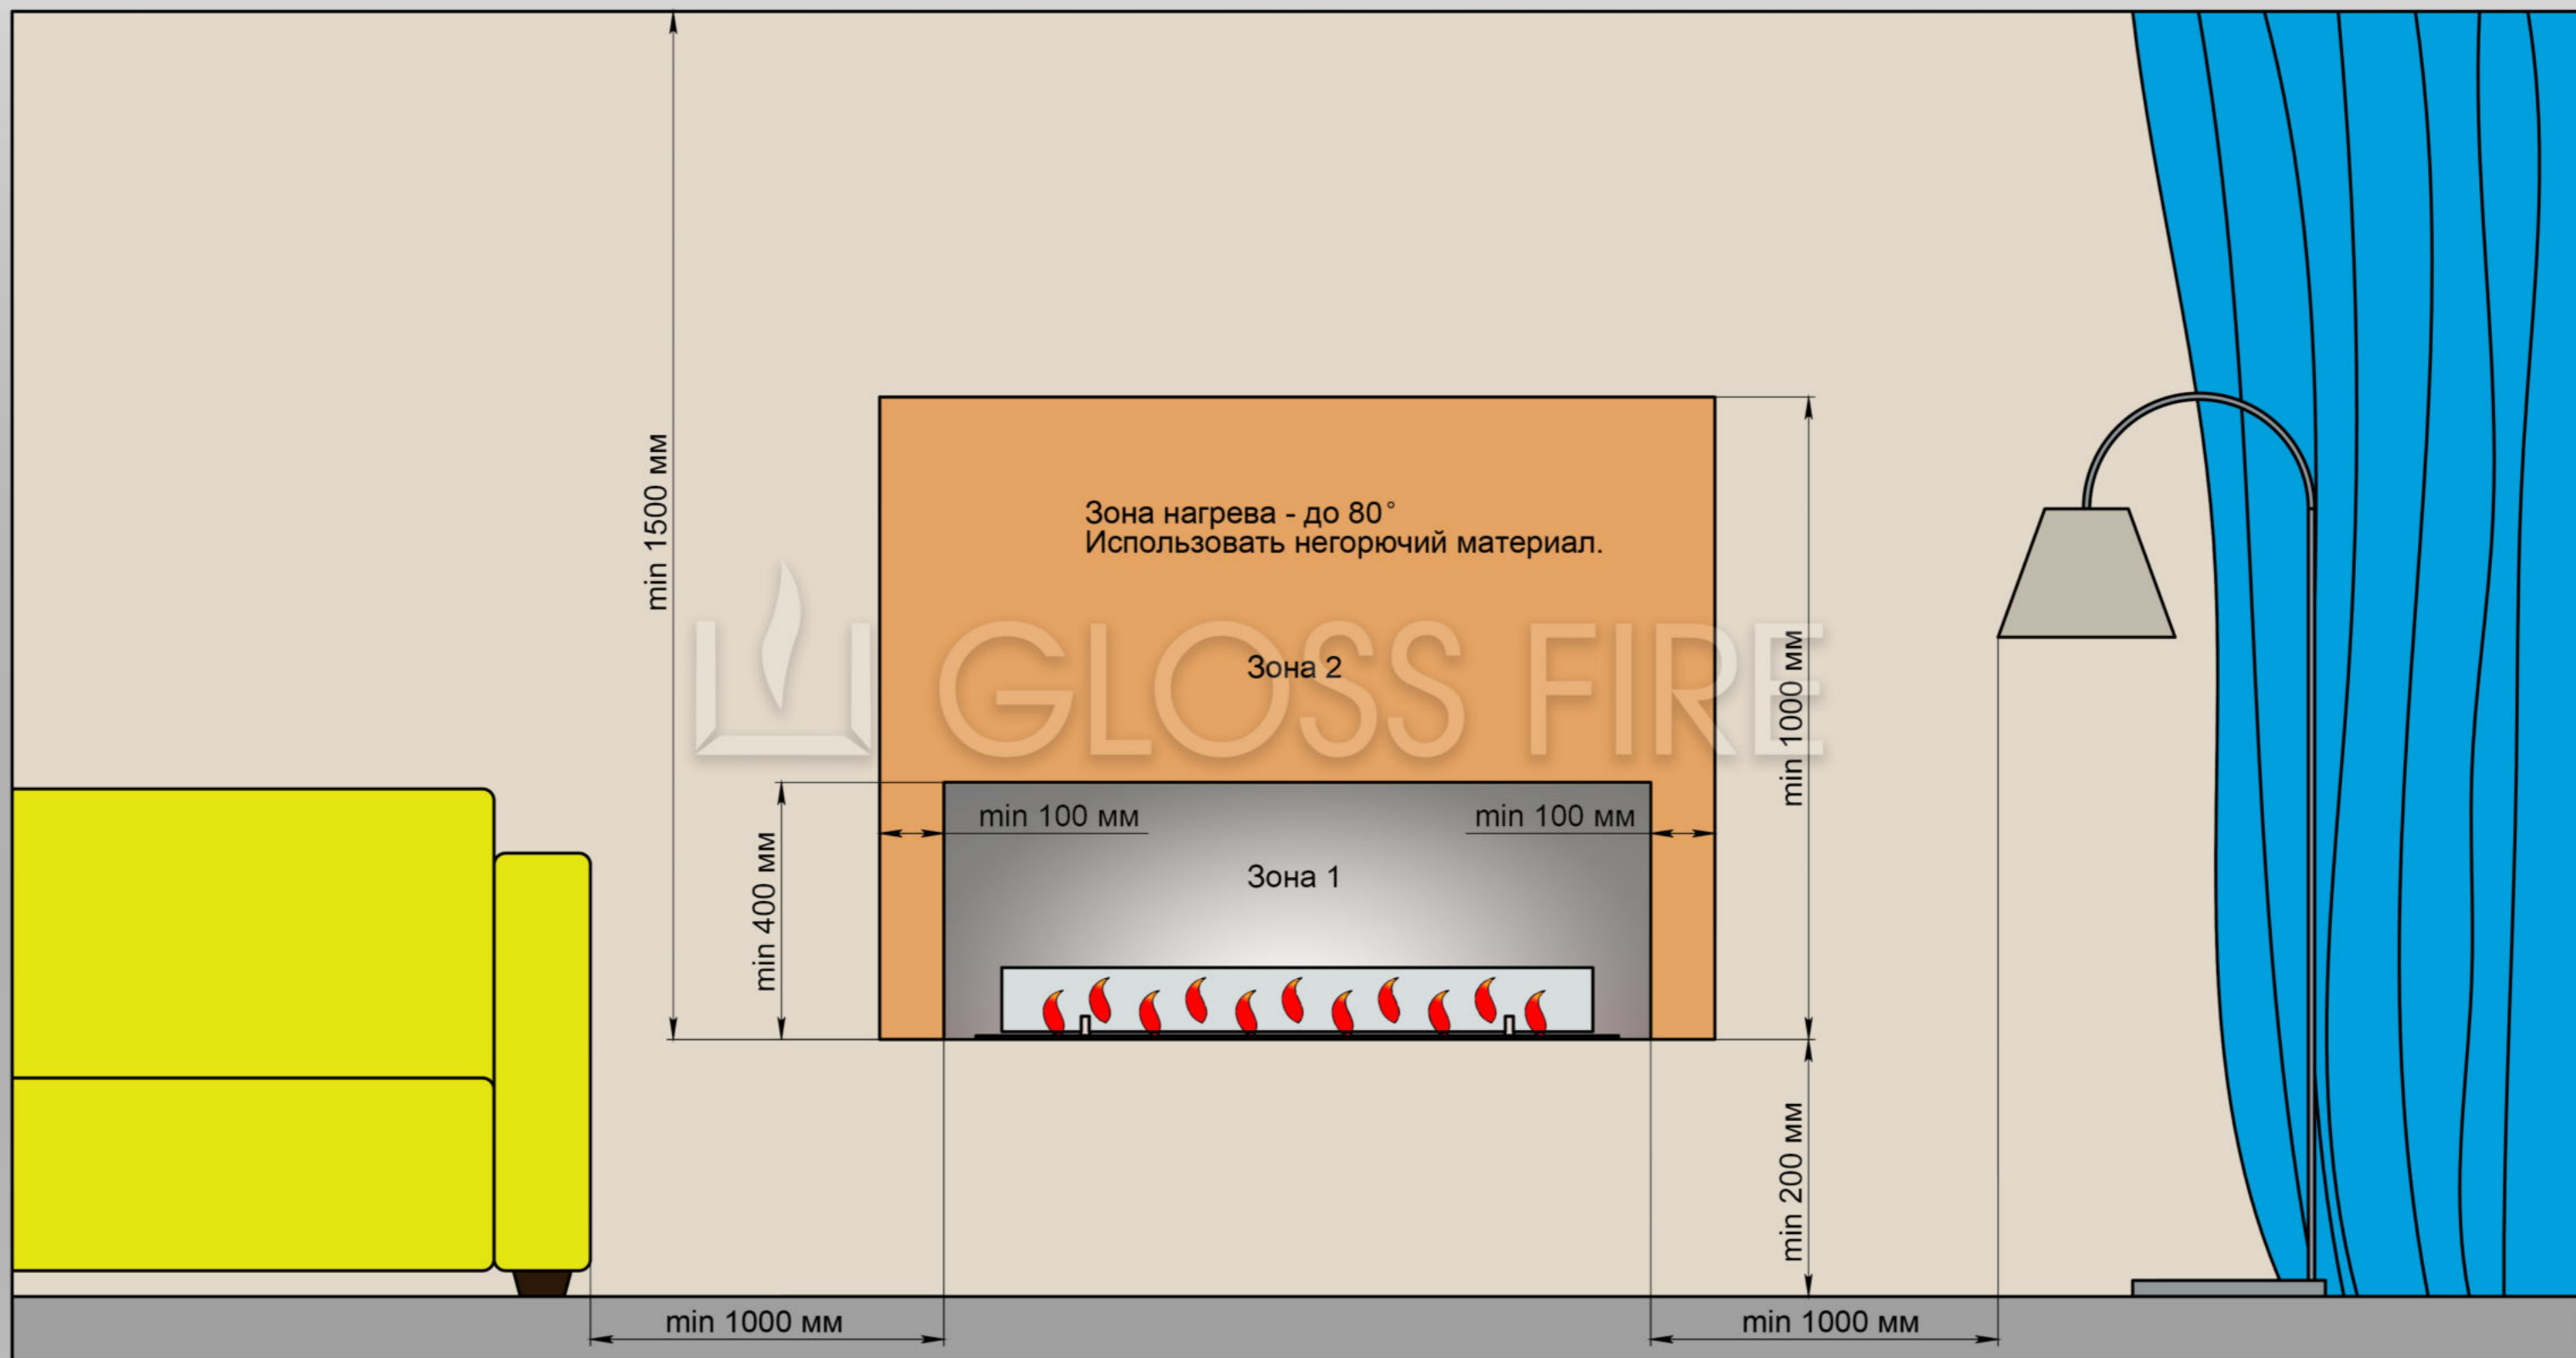 min 1500 мм
Зона нагрева - до 80°
Использовать негорючий материал.
GLOSS FIRE
Зона 2
min 1000 мм
min 400 мм
min 100 мм
min 100 мм
Зона 1
min 200 мм
min 1000 мм
min 1000 мм